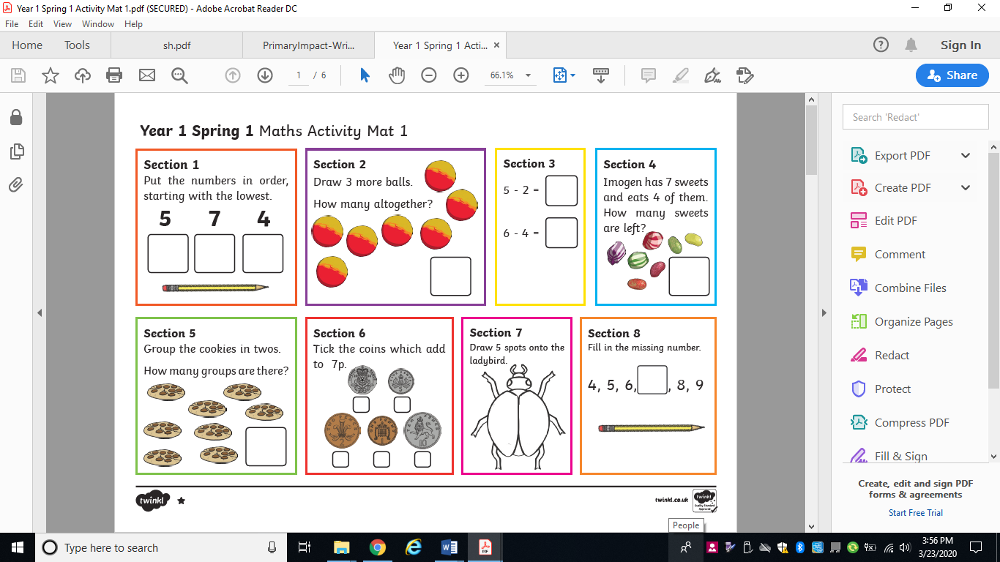 Year 1 Spring 1 Activity Mat 1.pdf (SECURED) - Adobe Acrobat Reader DC
File Edit View Window Help
Home Tools sh.pdf PrimaryImpact-Wri... Year 1 Spring 1 Acti... × Sign In
1 / 6 66.1% Share
Year 1 Spring 1 Maths Activity Mat 1
Section 1
Put the numbers in order,
starting with the lowest.
5 7 4
Section 2
Draw 3 more balls.
How many altogether?
Section 3
5 - 2 =
6 - 4 =
Section 4
Imogen has 7 sweets
and eats 4 of them.
How many sweets
are left?
Section 5
Group the cookies in twos.
How many groups are there?
Section 6
Tick the coins which add
to 7p.
2 1 10
Section 7
Draw 5 spots onto the
ladybird.
Section 8
Fill in the missing number.
4, 5, 6, , 8, 9
twinkl
twinkl.co.uk
twinkl
Quality Standard
Approved
Search 'Redact'
Export PDF
Create PDF
Edit PDF
Comment
Combine Files
Organize Pages
Redact
Protect
Compress PDF
Fill & Sign
Create, edit and sign PDF
forms & agreements
Start Free Trial
People
Type here to search
3:56 PM
3/23/2020